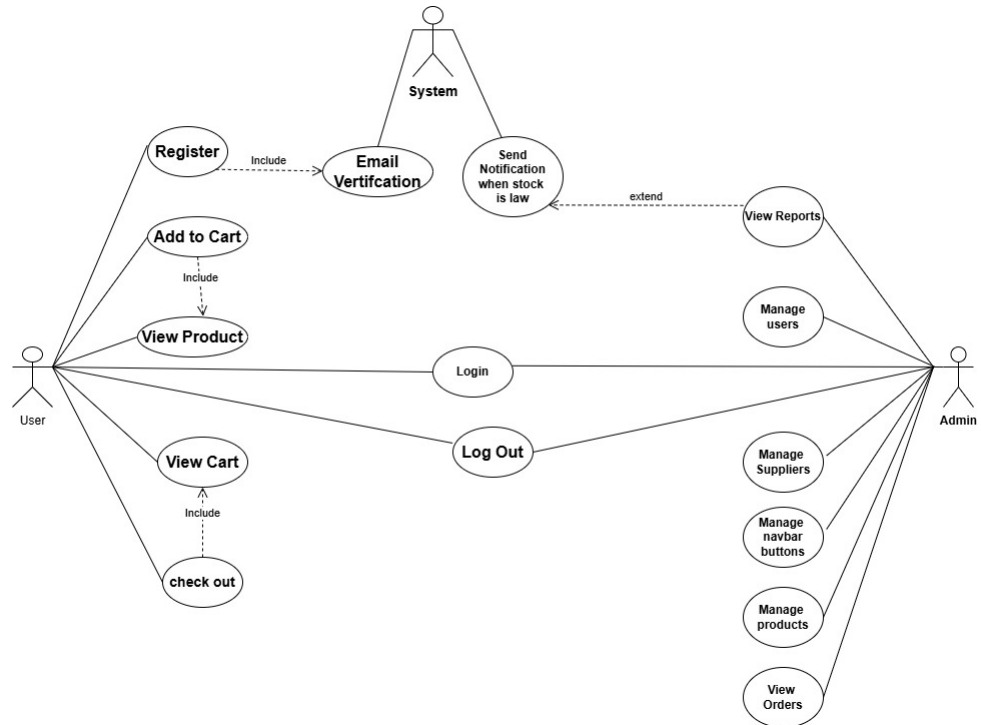 System
Register
Include
Email
Vertifcation
Send
Notification
when stock
is law
extend
View Reports
Add to Cart
Include
View Product
Manage
users
Login
User
Admin
Log Out
View Cart
Manage
Suppliers
Include
Manage
navbar
buttons
check out
Manage
products
View
Orders